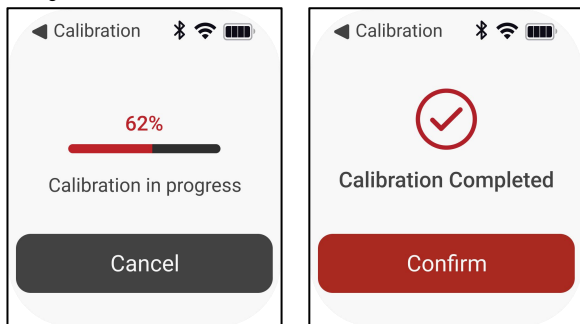 Calibration
62%
Calibration in progress
Cancel
Calibration
Calibration Completed
Confirm